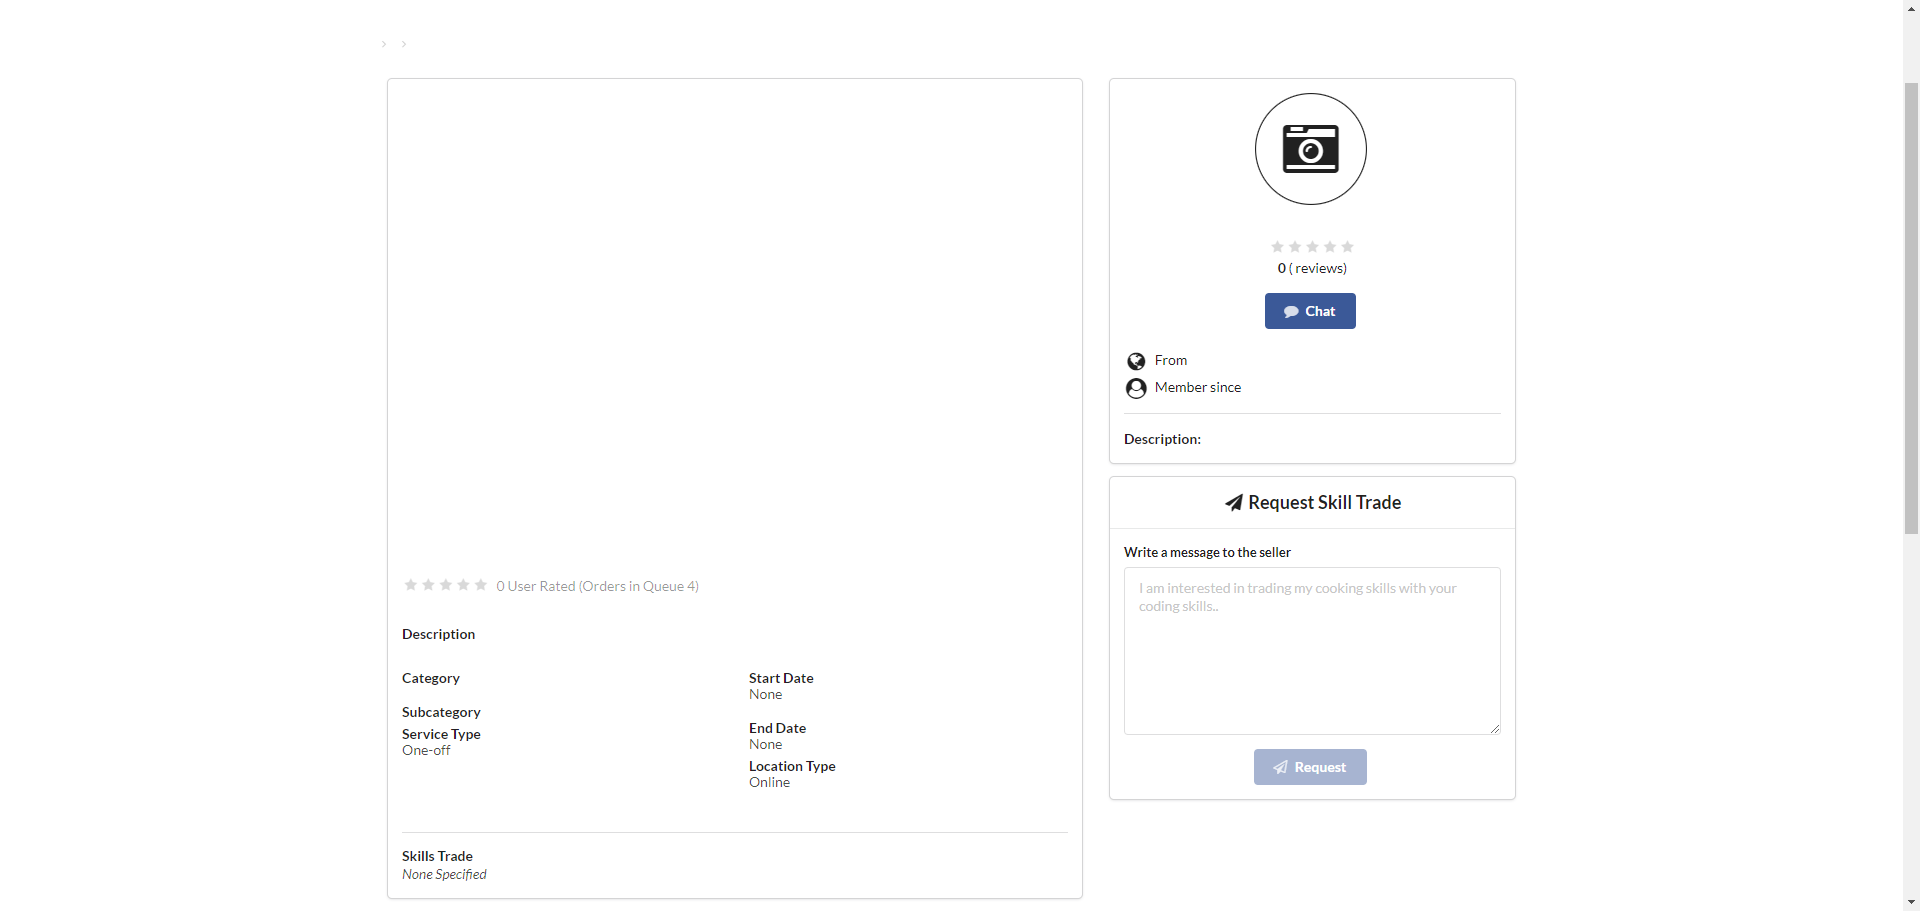 0 ( reviews)
Chat
From
Member since
Description:
Request Skill Trade
Write a message to the seller
I am interested in trading my cooking skills with your
coding skills..
Request
0 User Rated (Orders in Queue 4)
Description
Category
Subcategory
Service Type
One-off
Start Date
None
End Date
None
Location Type
Online
Skills Trade
None Specified